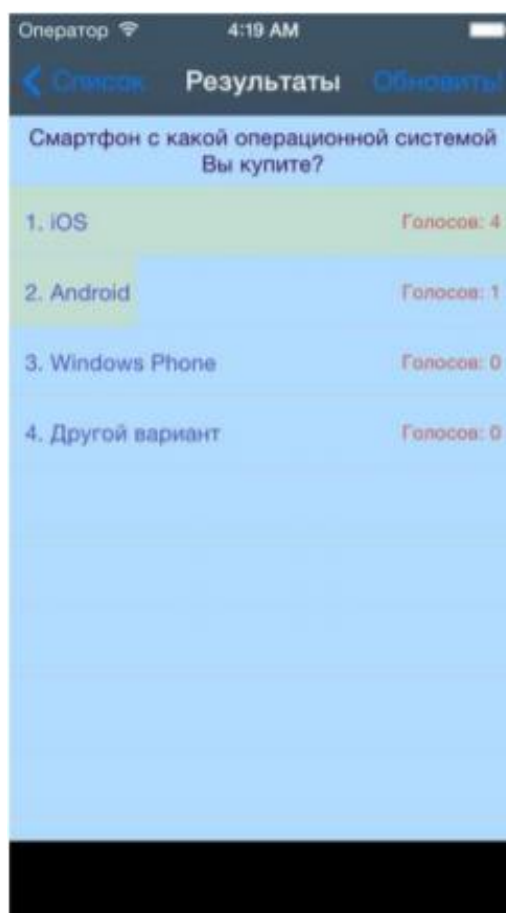 Оператор 4:19 AM
Список Результаты Обновить!
Смартфон с какой операционной системой
Вы купите?
1. iOS Голосов: 4
2. Android Голосов: 1
3. Windows Phone Голосов: 0
4. Другой вариант Голосов: 0